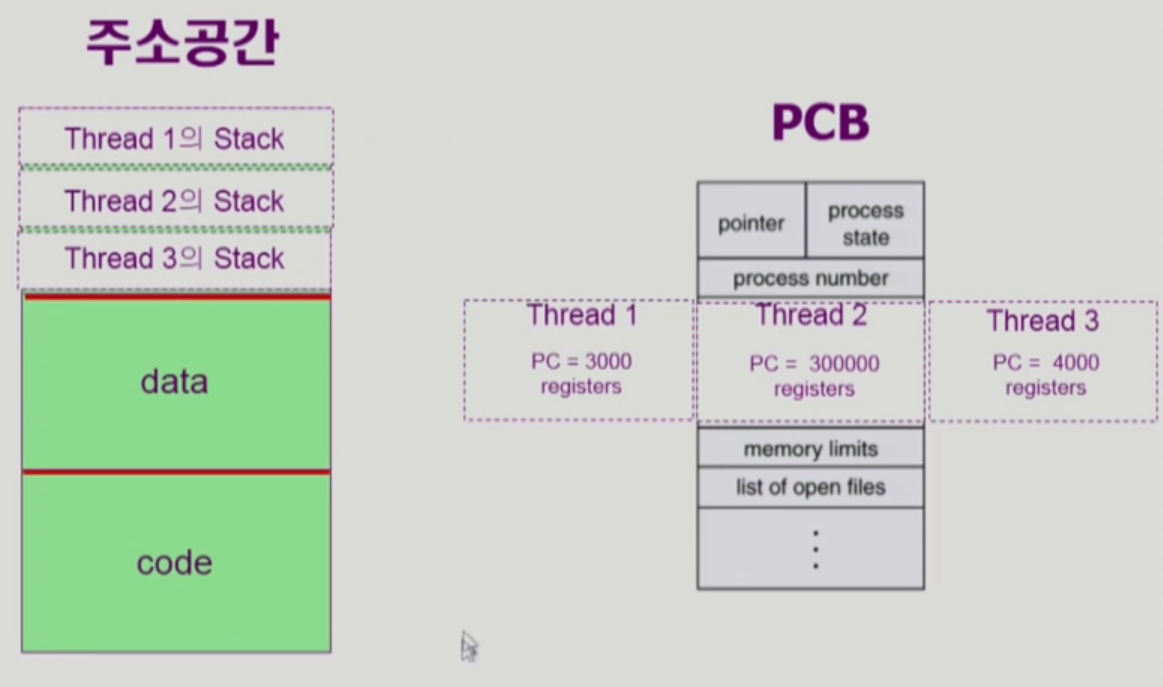 주소공간
Thread 1의 Stack
Thread 2의 Stack
Thread 3의 Stack
data
code
PCB
pointer
process
state
process number
Thread 1
PC = 3000
registers
Thread 2
PC = 300000
registers
Thread 3
PC = 4000
registers
memory limits
list of open files